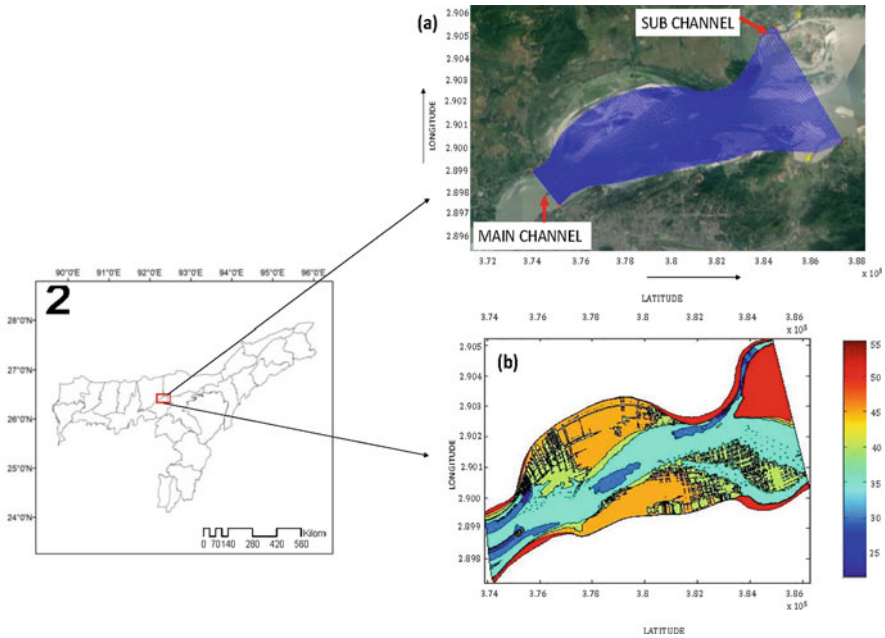 (a)
SUB CHANNEL
2.906
2.905
2.904
2.903
2.902
2.901
2.900
2.899
2.898
2.897
2.896
LONGITUDE
MAIN CHANNEL
3.72 3.74 3.76 3.78 3.8 3.82 3.84 3.86 3.88
x 10⁵
LATITUDE
90°0'E 91°0'E 92°0'E 93°0'E 94°0'E 95°0'E 96°0'E
2
28°0'N
27°0'N
26°0'N
25°0'N
24°0'N
0 70 140 280 420 560
Kilom
3.74 3.76 3.78 3.8 3.82 3.84 3.86
x 10⁵
(b)
2.905
2.903
2.902
2.901
2.900
2.899
2.898
LONGITUDE
3.74 3.76 3.78 3.8 3.82 3.84 3.86
x 10⁵
LATITUDE
55
50
45
40
35
30
25